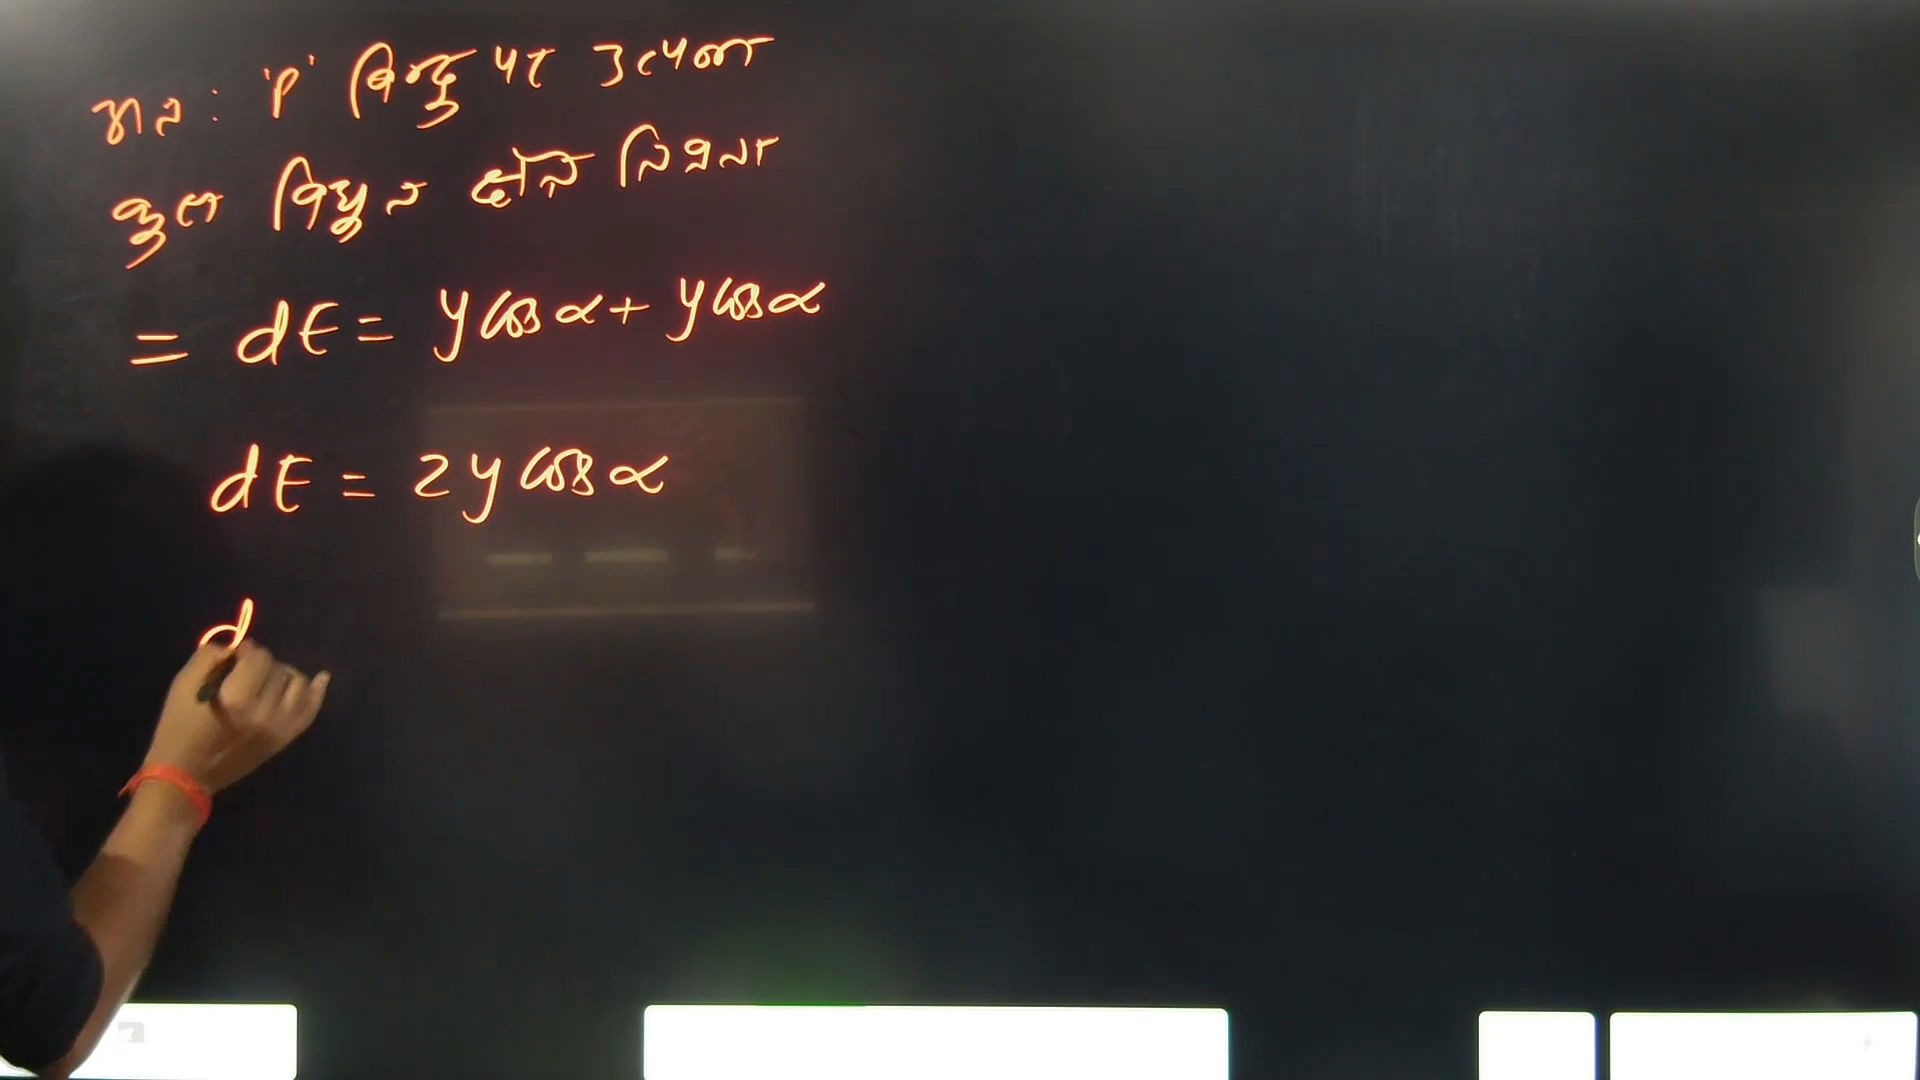 अतः 'P' बिन्दु पर उत्पन्न
कुल विद्युत क्षेत्र तीव्रता
= dE = y cos α + y cos α
dE = 2y cos α
d